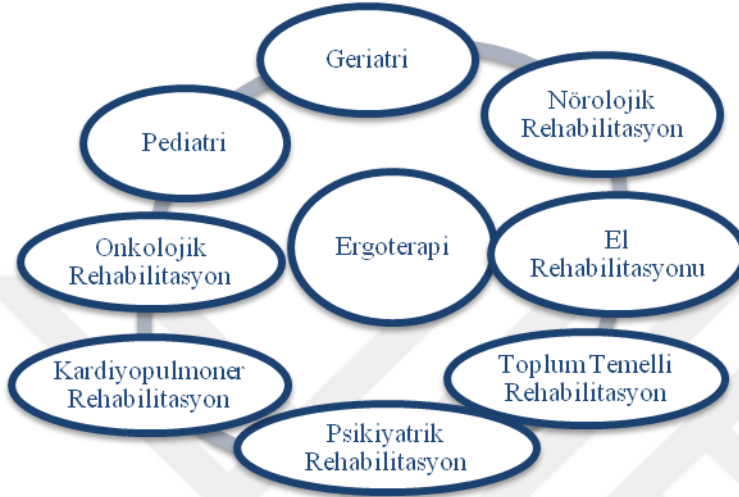 Geriatri
Nörolojik
Rehabilitasyon
Pediatri
Ergoterapi
El
Rehabilitasyonu
Onkolojik
Rehabilitasyon
Kardiyopulmoner
Rehabilitasyon
Toplum Temelli
Rehabilitasyon
Psikiyatrik
Rehabilitasyon